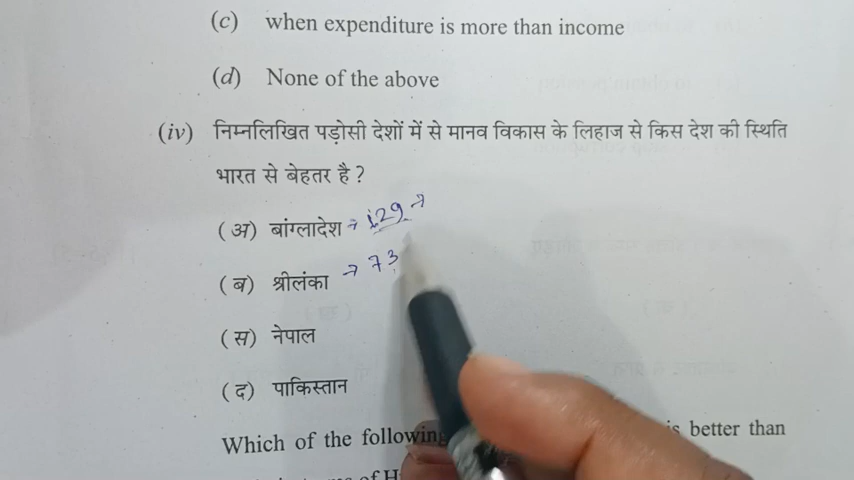 (c) when expenditure is more than income
(d) None of the above
(iv) निम्नलिखित पड़ोसी देशों में से मानव विकास के लिहाज से किस देश की स्थिति
भारत से बेहतर है ?
(अ) बांग्लादेश → 129 →
(ब) श्रीलंका → 73
(स) नेपाल
(द) पाकिस्तान
Which of the following is better than
of H